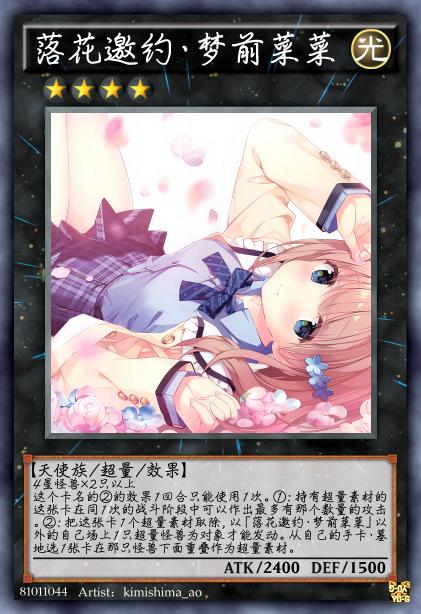 落花邀约·梦前菜菜 光
【天使族/超量/效果】
4星怪兽×2只以上
这个卡名的②的效果1回合只能使用1次。①：持有超量素材的
这张卡在同1次的战斗阶段中可以作出最多有那个数量的攻
击。②：把这张卡1个超量素材取除，以「落花邀约·梦前菜菜」以
外的自己场上1只超量怪兽为对象才能发动。从自己的手卡·墓
地选1张卡在那只怪兽下面重叠作为超量素材。
ATK/2400 DEF/1500
81011044 Artist: kimishima_ao